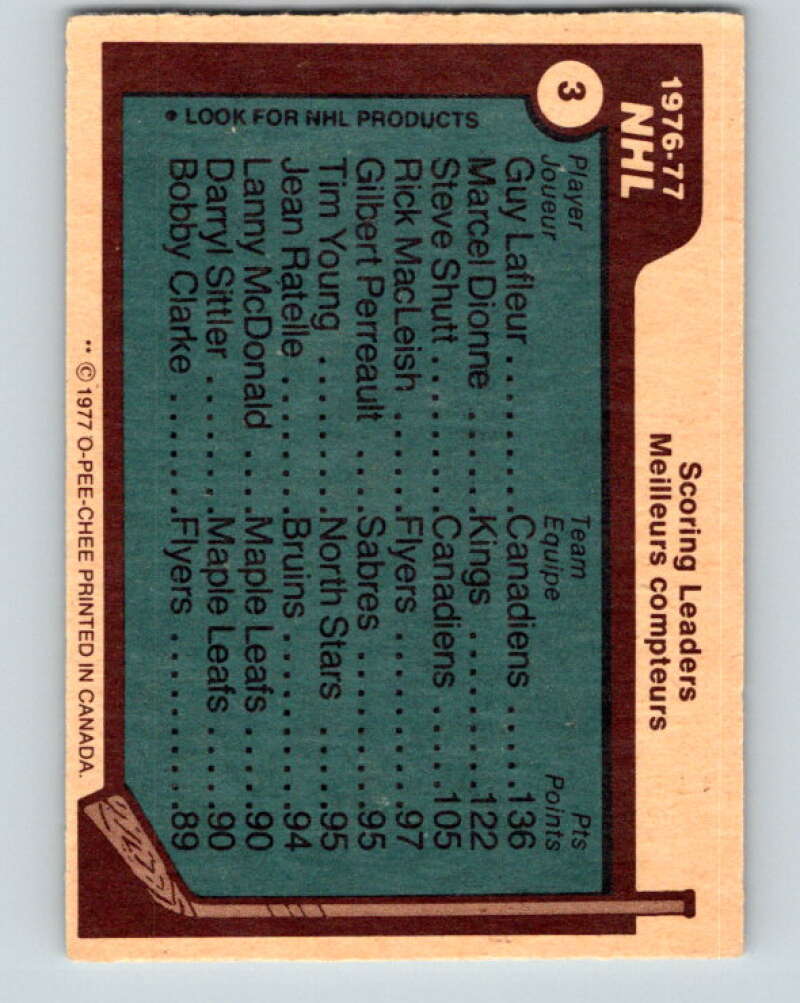 1976-77
NHL
Scoring Leaders
Meilleurs compteurs
3
Player Team Pts
Joueur Equipe Points
Guy Lafleur ........ Canadiens .....136
Marcel Dionne ...... Kings .........122
Steve Shutt ........ Canadiens .....105
Rick MacLeish ...... Flyers ........97
Gilbert Perreault .... Sabres ........95
Tim Young ......... North Stars ....95
Jean Ratelle ........ Bruins ........94
Lanny McDonald .... Maple Leafs ....90
Darryl Sittler ....... Maple Leafs ....90
Bobby Clarke ....... Flyers ........89
• LOOK FOR NHL PRODUCTS
** © 1977 O-PEE-CHEE PRINTED IN CANADA.